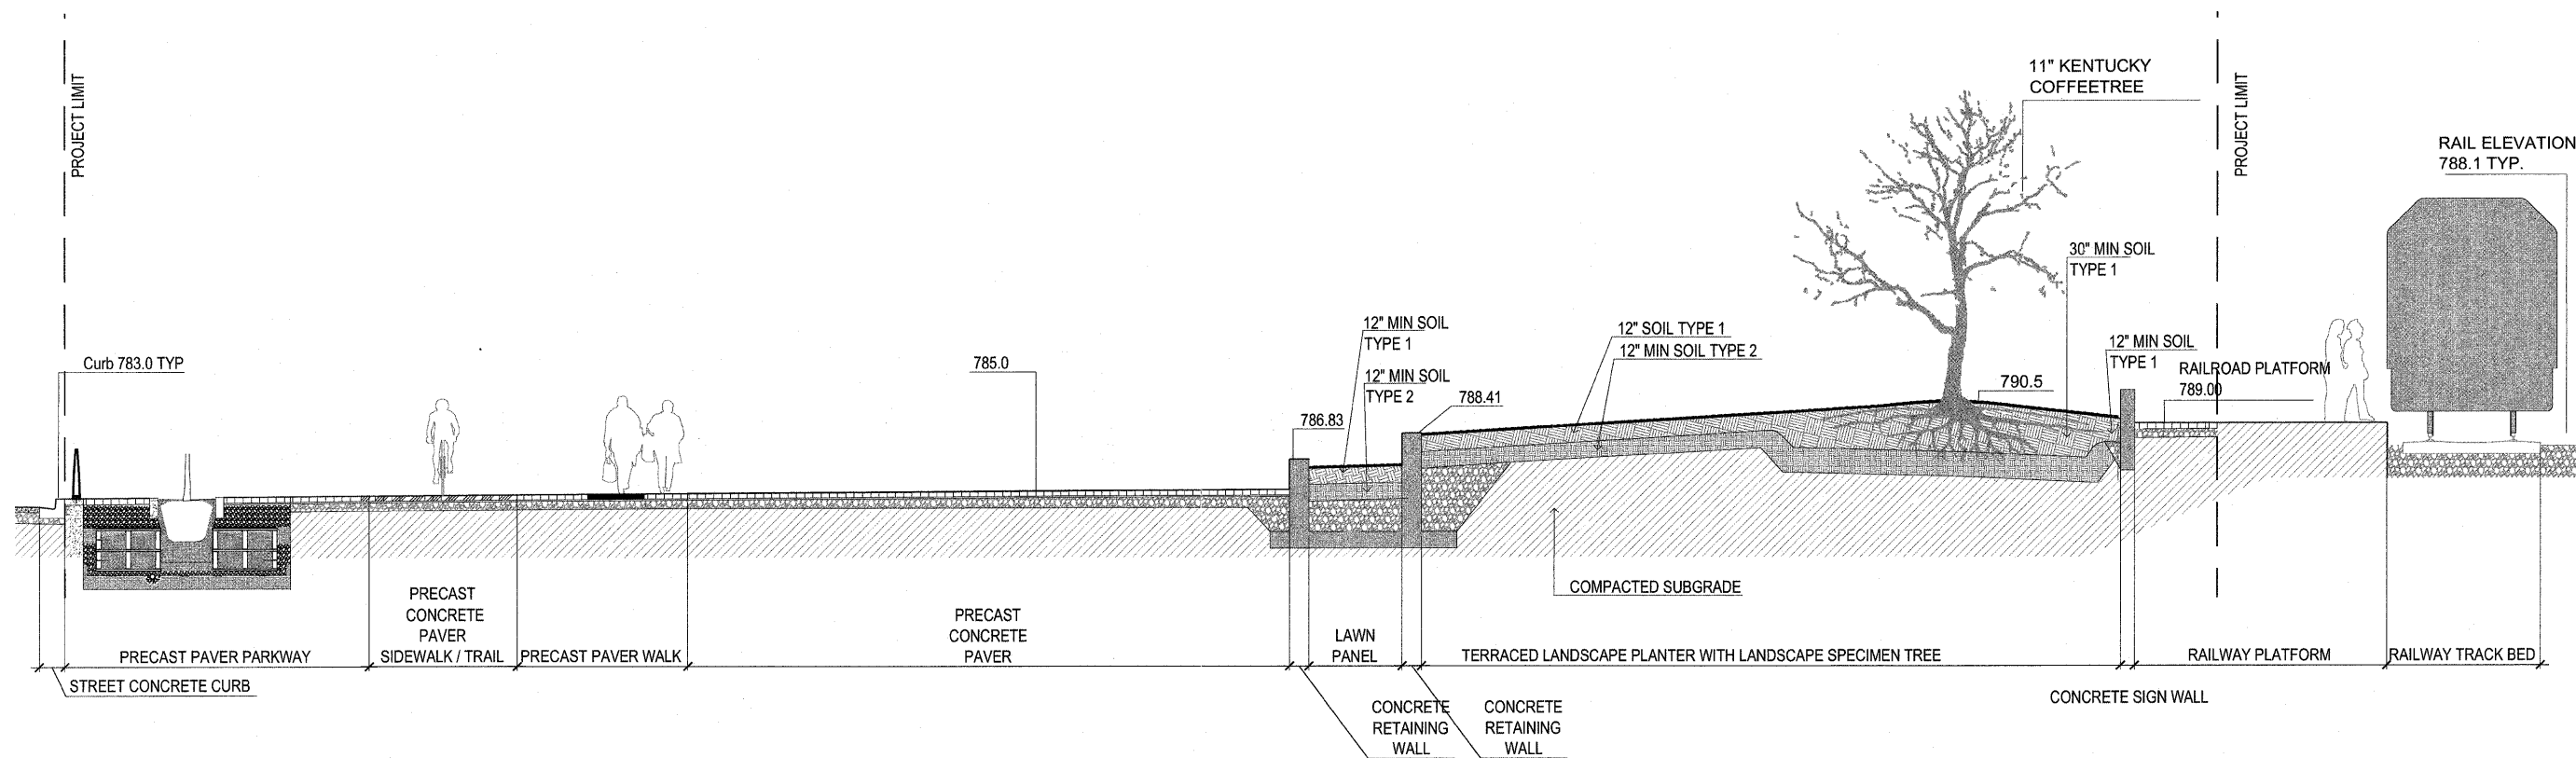 PROJECT LIMIT
11" KENTUCKY
COFFEETREE
PROJECT LIMIT
RAIL ELEVATION
788.1 TYP.
Curb 783.0 TYP
785.0
12" MIN SOIL
TYPE 1
12" MIN SOIL
TYPE 2
786.83
788.41
12" SOIL TYPE 1
12" MIN SOIL TYPE 2
790.5
30" MIN SOIL
TYPE 1
12" MIN SOIL
TYPE 1
RAILROAD PLATFORM
789.00
COMPACTED SUBGRADE
PRECAST PAVER PARKWAY
STREET CONCRETE CURB
PRECAST
CONCRETE
PAVER
SIDEWALK / TRAIL
PRECAST PAVER WALK
PRECAST
CONCRETE
PAVER
LAWN
PANEL
TERRACED LANDSCAPE PLANTER WITH LANDSCAPE SPECIMEN TREE
RAILWAY PLATFORM
RAILWAY TRACK BED
CONCRETE
RETAINING
WALL
CONCRETE
RETAINING
WALL
CONCRETE SIGN WALL